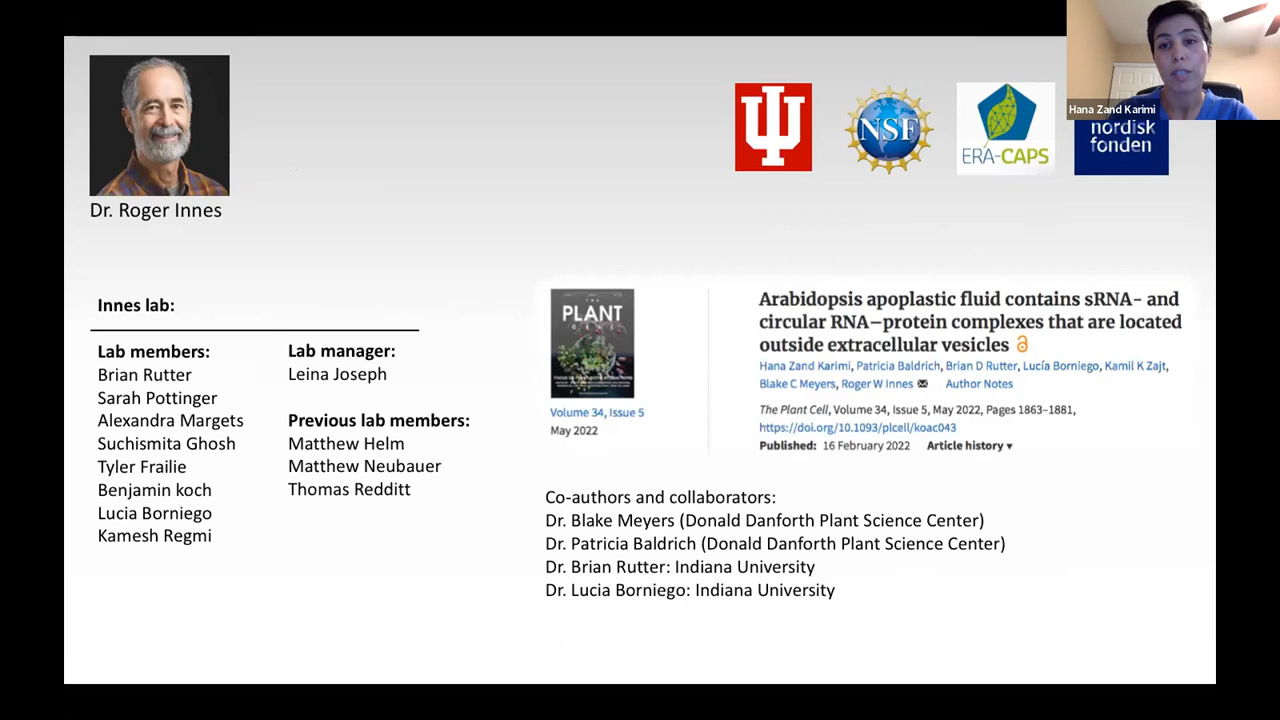 Hana Zand Karimi
NSF
ERA-CAPS
nordisk
fonden
Dr. Roger Innes
Innes lab:
Lab members:
Brian Rutter
Sarah Pottinger
Alexandra Margets
Suchismita Ghosh
Tyler Frailie
Benjamin koch
Lucia Borniego
Kamesh Regmi
Lab manager:
Leina Joseph
Previous lab members:
Matthew Helm
Matthew Neubauer
Thomas Redditt
THE
PLANT
CELL
Volume 34, Issue 5
May 2022
Arabidopsis apoplastic fluid contains sRNA- and
circular RNA–protein complexes that are located
outside extracellular vesicles
Hana Zand Karimi, Patricia Baldrich, Brian D Rutter, Lucía Borniego, Kamil K Zajt,
Blake C Meyers, Roger W Innes Author Notes
The Plant Cell, Volume 34, Issue 5, May 2022, Pages 1863–1881,
https://doi.org/10.1093/plcell/koac043
Published: 16 February 2022 Article history ▾
Co-authors and collaborators:
Dr. Blake Meyers (Donald Danforth Plant Science Center)
Dr. Patricia Baldrich (Donald Danforth Plant Science Center)
Dr. Brian Rutter: Indiana University
Dr. Lucia Borniego: Indiana University